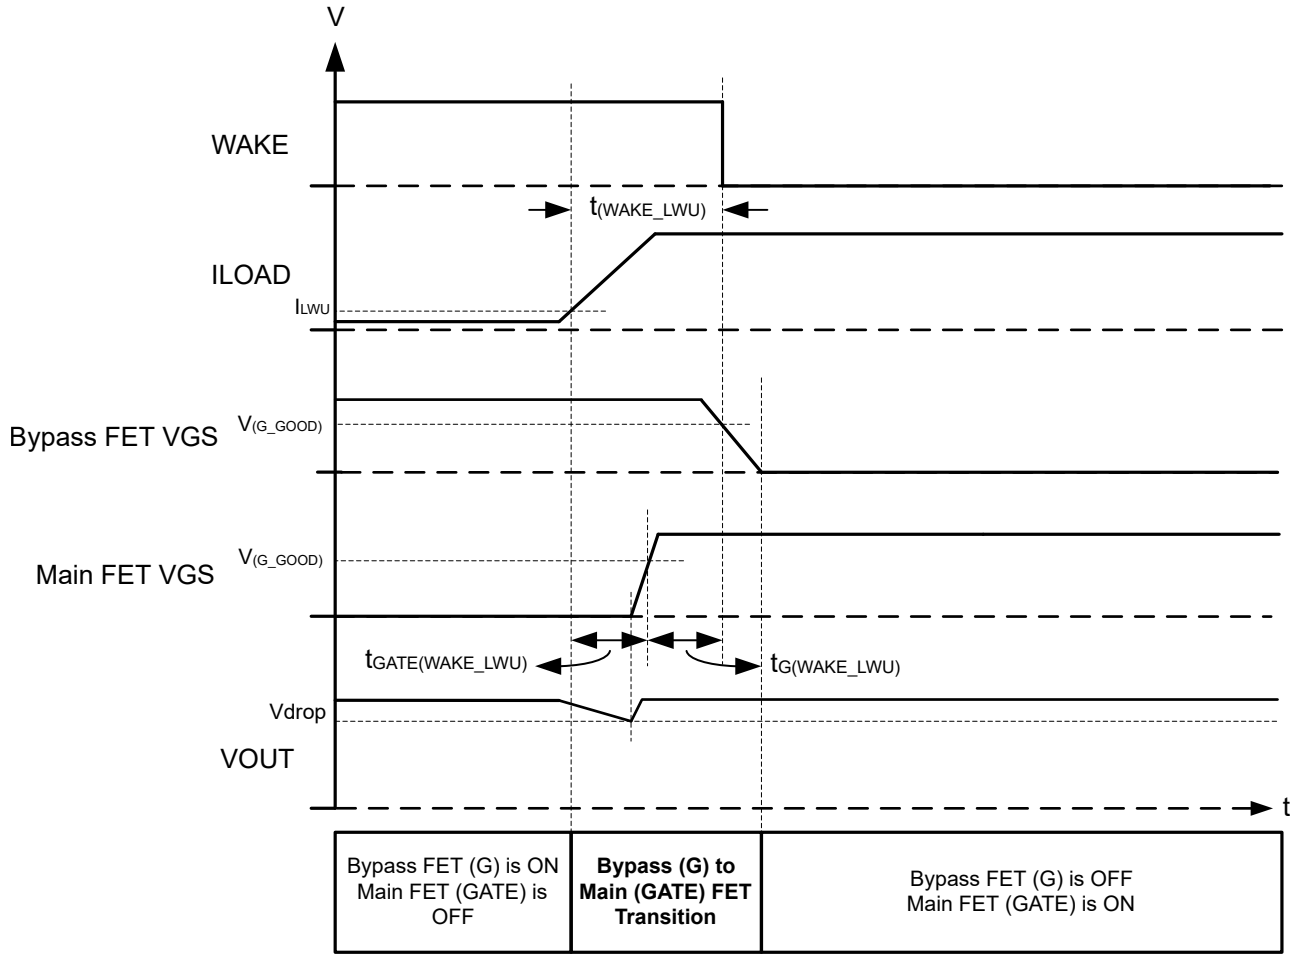 V
WAKE
t(WAKE_LWU)
ILOAD
ILWU
Bypass FET VGS
V(G_GOOD)
Main FET VGS
V(G_GOOD)
tGATE(WAKE_LWU)
tG(WAKE_LWU)
Vdrop
VOUT
t
Bypass FET (G) is ON
Main FET (GATE) is
OFF
Bypass (G) to
Main (GATE) FET
Transition
Bypass FET (G) is OFF
Main FET (GATE) is ON